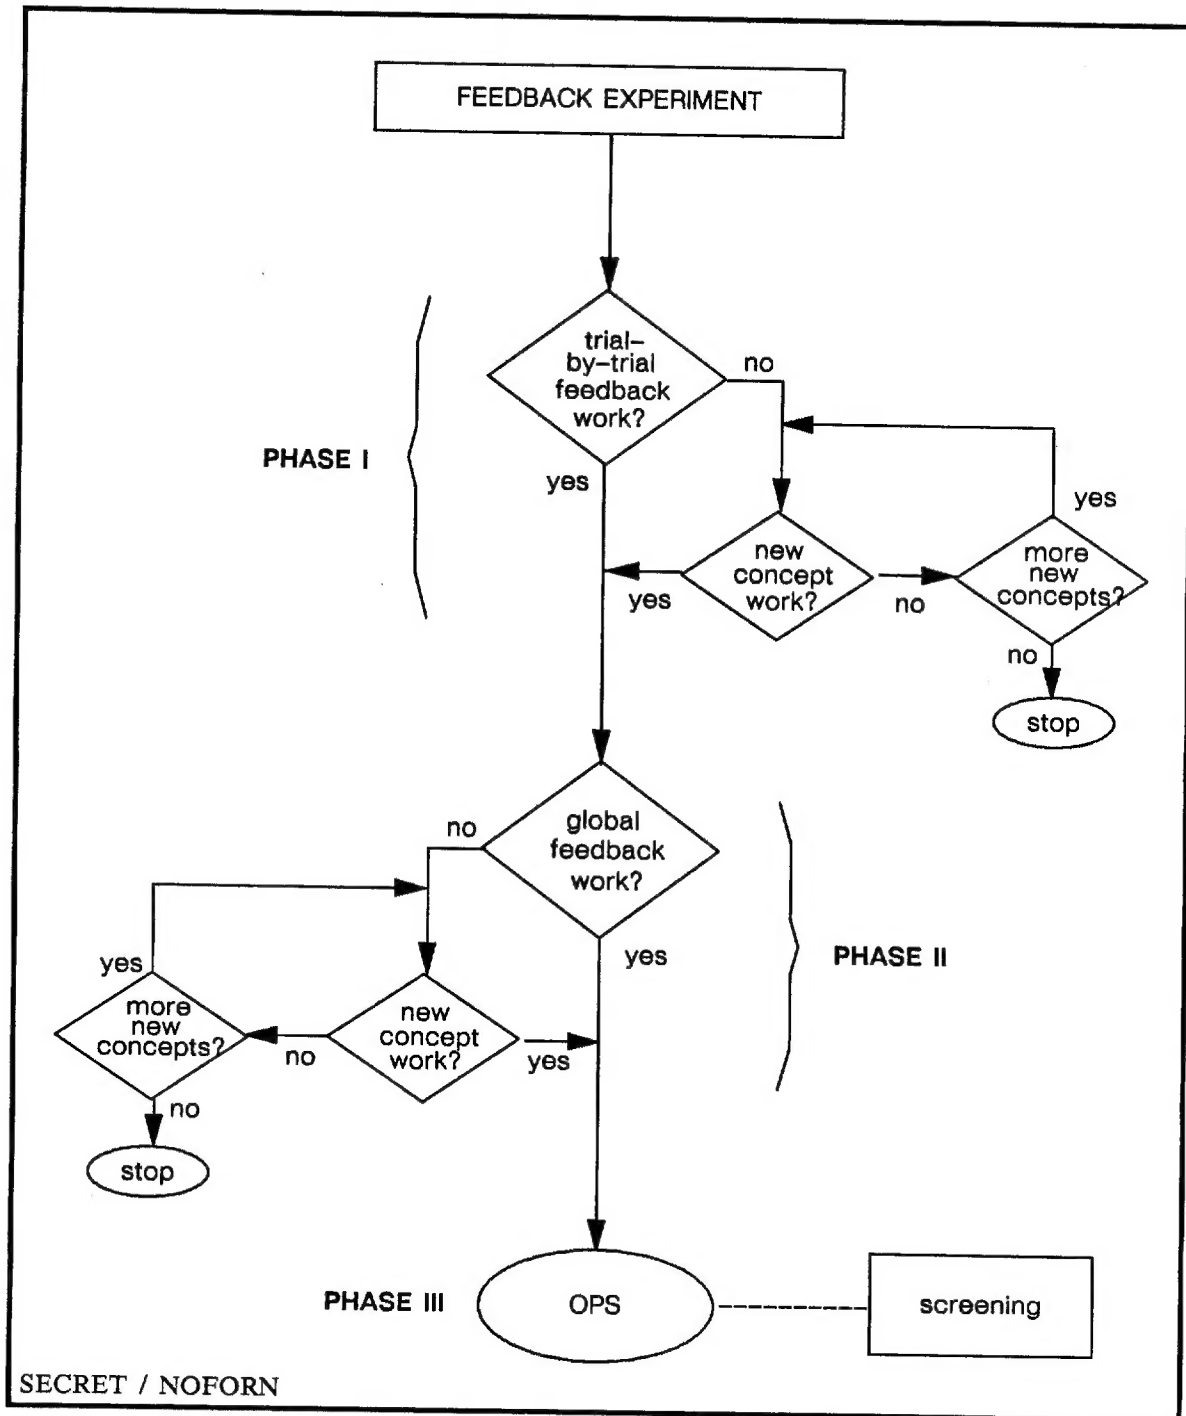 FEEDBACK EXPERIMENT
trial–
by–trial
feedback
work?
no
PHASE I
yes
yes
new
concept
work?
more
new
concepts?
yes
no
no
stop
global
feedback
work?
no
yes
PHASE II
yes
more
new
concepts?
new
concept
work?
no
yes
no
stop
PHASE III
OPS
screening
SECRET / NOFORN